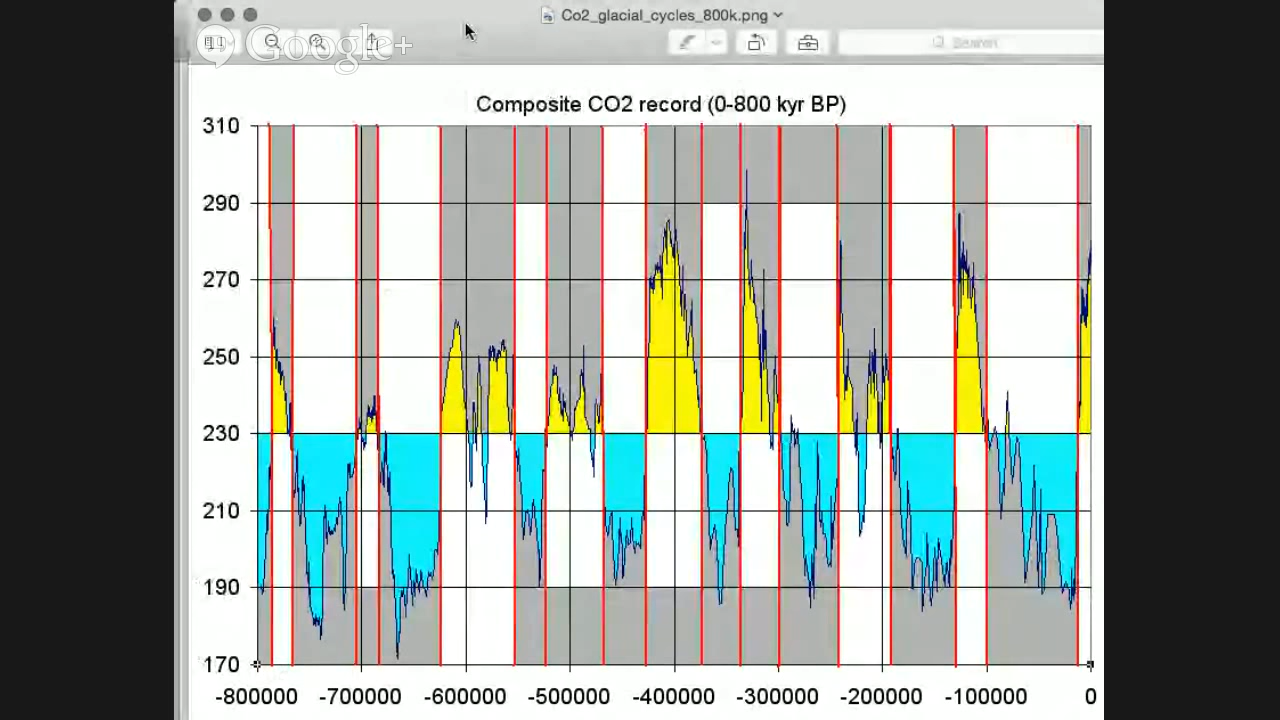 Co2_glacial_cycles_800k.png
Google+
Search
Composite CO2 record (0-800 kyr BP)
310
290
270
250
230
210
190
170
-800000 -700000 -600000 -500000 -400000 -300000 -200000 -100000 0